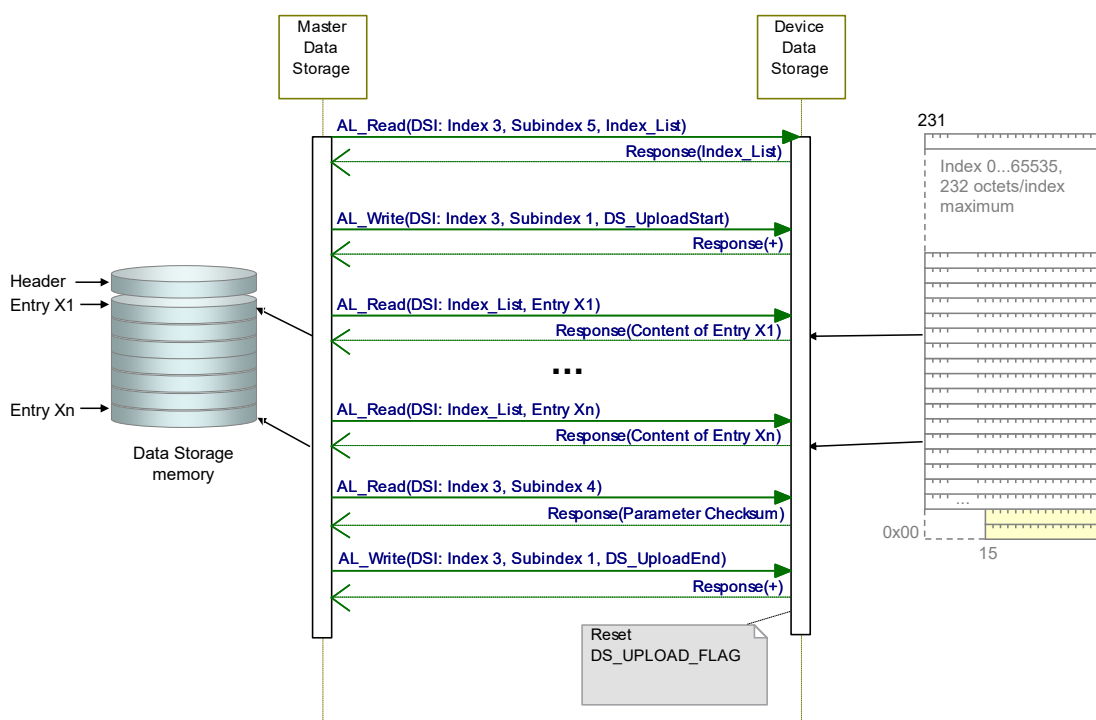 Master
Data
Storage
Device
Data
Storage
AL_Read(DSI: Index 3, Subindex 5, Index_List)
Response(Index_List)
AL_Write(DSI: Index 3, Subindex 1, DS_UploadStart)
Response(+)
AL_Read(DSI: Index_List, Entry X1)
Response(Content of Entry X1)
...
AL_Read(DSI: Index_List, Entry Xn)
Response(Content of Entry Xn)
AL_Read(DSI: Index 3, Subindex 4)
Response(Parameter Checksum)
AL_Write(DSI: Index 3, Subindex 1, DS_UploadEnd)
Response(+)
Reset
DS_UPLOAD_FLAG
Header
Entry X1
Entry Xn
Data Storage
memory
231
Index 0...65535,
232 octets/index
maximum
...
0x00
15